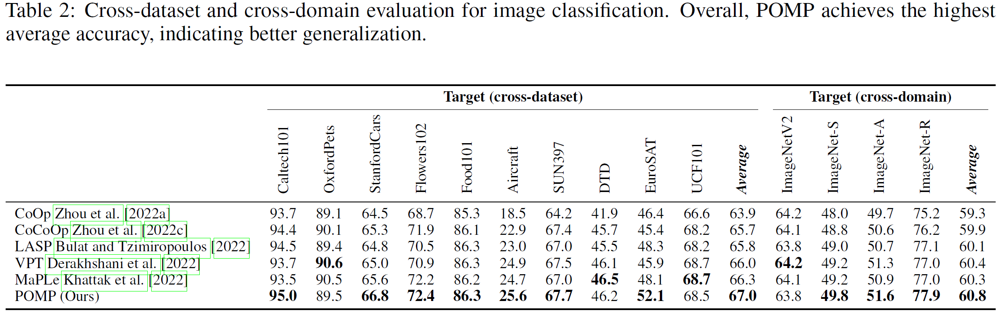 Table 2: Cross-dataset and cross-domain evaluation for image classification. Overall, POMP achieves the highest
average accuracy, indicating better generalization.
Target (cross-dataset) Target (cross-domain)
Caltech101 OxfordPets StanfordCars Flowers102 Food101 Aircraft SUN397 DTD EuroSAT UCF101 Average ImageNetV2 ImageNet-S ImageNet-A ImageNet-R Average
CoOp Zhou et al. [2022a] 93.7 89.1 64.5 68.7 85.3 18.5 64.2 41.9 46.4 66.6 63.9 64.2 48.0 49.7 75.2 59.3
CoCoOp Zhou et al. [2022c] 94.4 90.1 65.3 71.9 86.1 22.9 67.4 45.7 45.4 68.2 65.7 64.1 48.8 50.6 76.2 59.9
LASP Bulat and Tzimiropoulos [2022] 94.5 89.4 64.8 70.5 86.3 23.0 67.0 45.5 48.3 68.2 65.8 63.8 49.0 50.7 77.1 60.1
VPT Derakhshani et al. [2022] 93.7 90.6 65.0 70.9 86.3 24.9 67.5 46.1 45.9 68.7 66.0 64.2 49.2 51.3 77.0 60.4
MaPLe Khattak et al. [2022] 93.5 90.5 65.6 72.2 86.2 24.7 67.0 46.5 48.1 68.7 66.3 64.1 49.2 50.9 77.0 60.3
POMP (Ours) 95.0 89.5 66.8 72.4 86.3 25.6 67.7 46.2 52.1 68.5 67.0 63.8 49.8 51.6 77.9 60.8